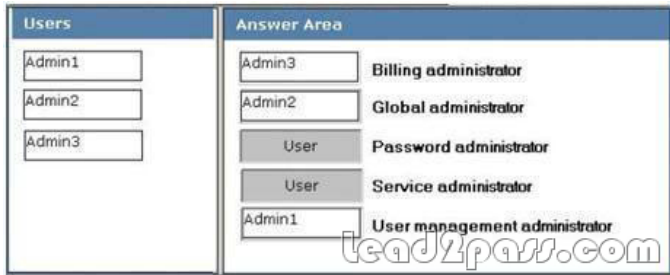 Users
Admin1
Admin2
Admin3
Answer Area
Admin3 Billing administrator
Admin2 Global administrator
User Password administrator
User Service administrator
Admin1 User management administrator
Lead2pass.com